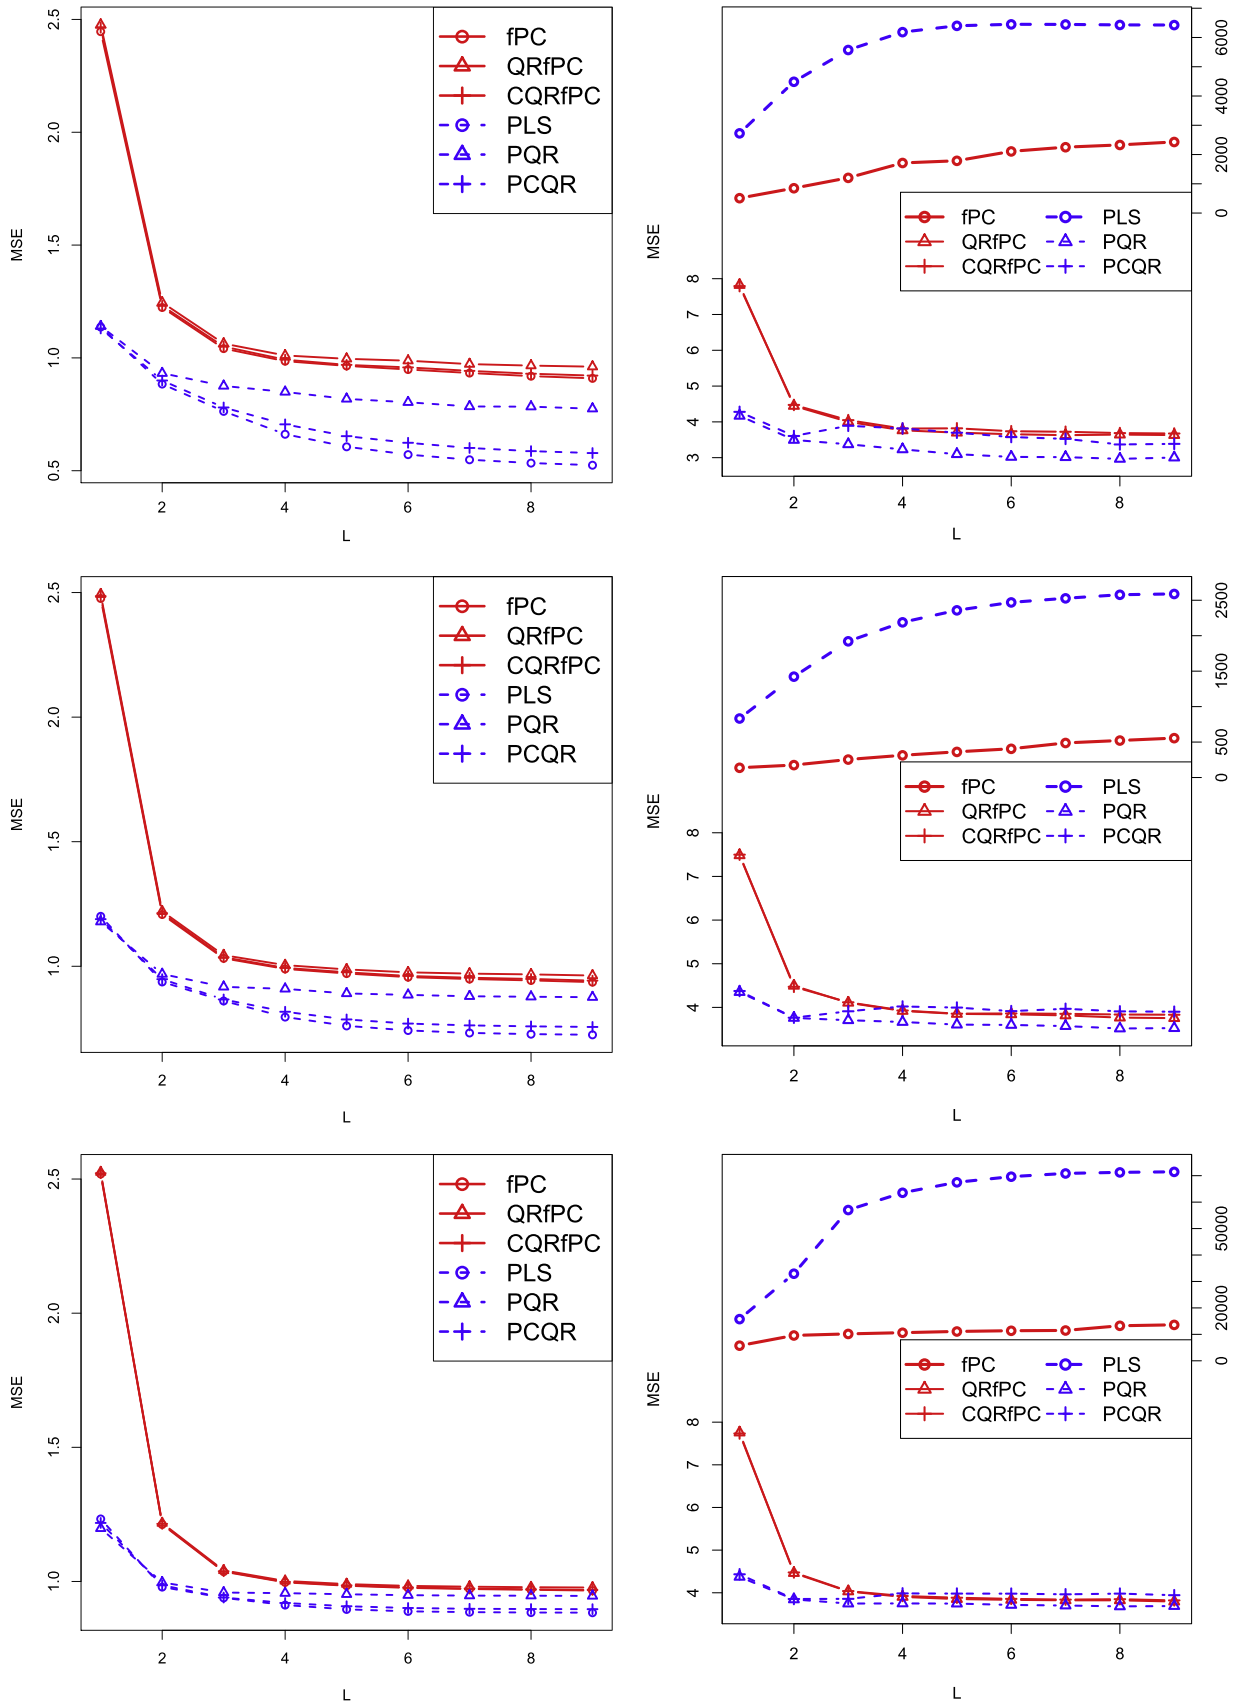 2.5
2.0
1.5
1.0
0.5
MSE
2 4 6 8
L
fPC
QRfPC
CQRfPC
PLS
PQR
PCQR
6000
4000
2000
0
8
7
6
5
4
3
MSE
2 4 6 8
L
fPC PLS
QRfPC PQR
CQRfPC PCQR
2.5
2.0
1.5
1.0
MSE
2 4 6 8
L
fPC
QRfPC
CQRfPC
PLS
PQR
PCQR
2500
1500
500
0
8
7
6
5
4
MSE
2 4 6 8
L
fPC PLS
QRfPC PQR
CQRfPC PCQR
2.5
2.0
1.5
1.0
MSE
2 4 6 8
L
fPC
QRfPC
CQRfPC
PLS
PQR
PCQR
50000
20000
0
8
7
6
5
4
MSE
2 4 6 8
L
fPC PLS
QRfPC PQR
CQRfPC PCQR